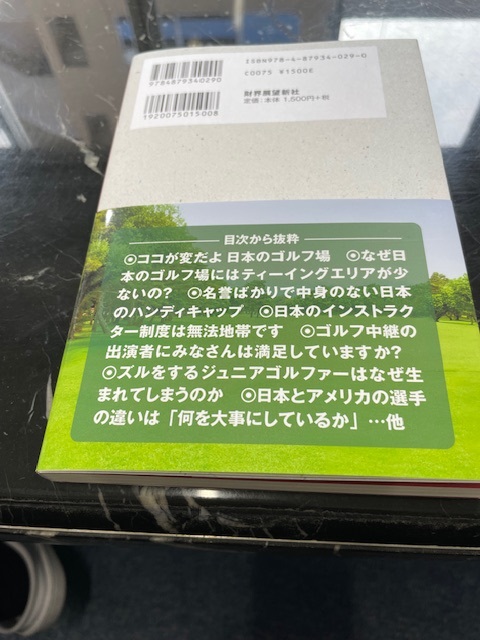 ISBN978-4-87934-029-0
C0075 ¥1500E
9784879340290
財界展望新社
定価:本体 1,500円+税
1920075015008
目次から抜粋
◉ココが変だよ 日本のゴルフ場 ◉なぜ日
本のゴルフ場にはティーイングエリアが少
ないの? ◉名誉ばかりで中身のない日本
のハンディキャップ ◉日本のインストラク
ター制度は無法地帯です ◉ゴルフ中継の
出演者にみなさんは満足していますか?
◉ズルをするジュニアゴルファーはなぜ生
まれてしまうのか ◉日本とアメリカの選手
の違いは「何を大事にしているか」…他